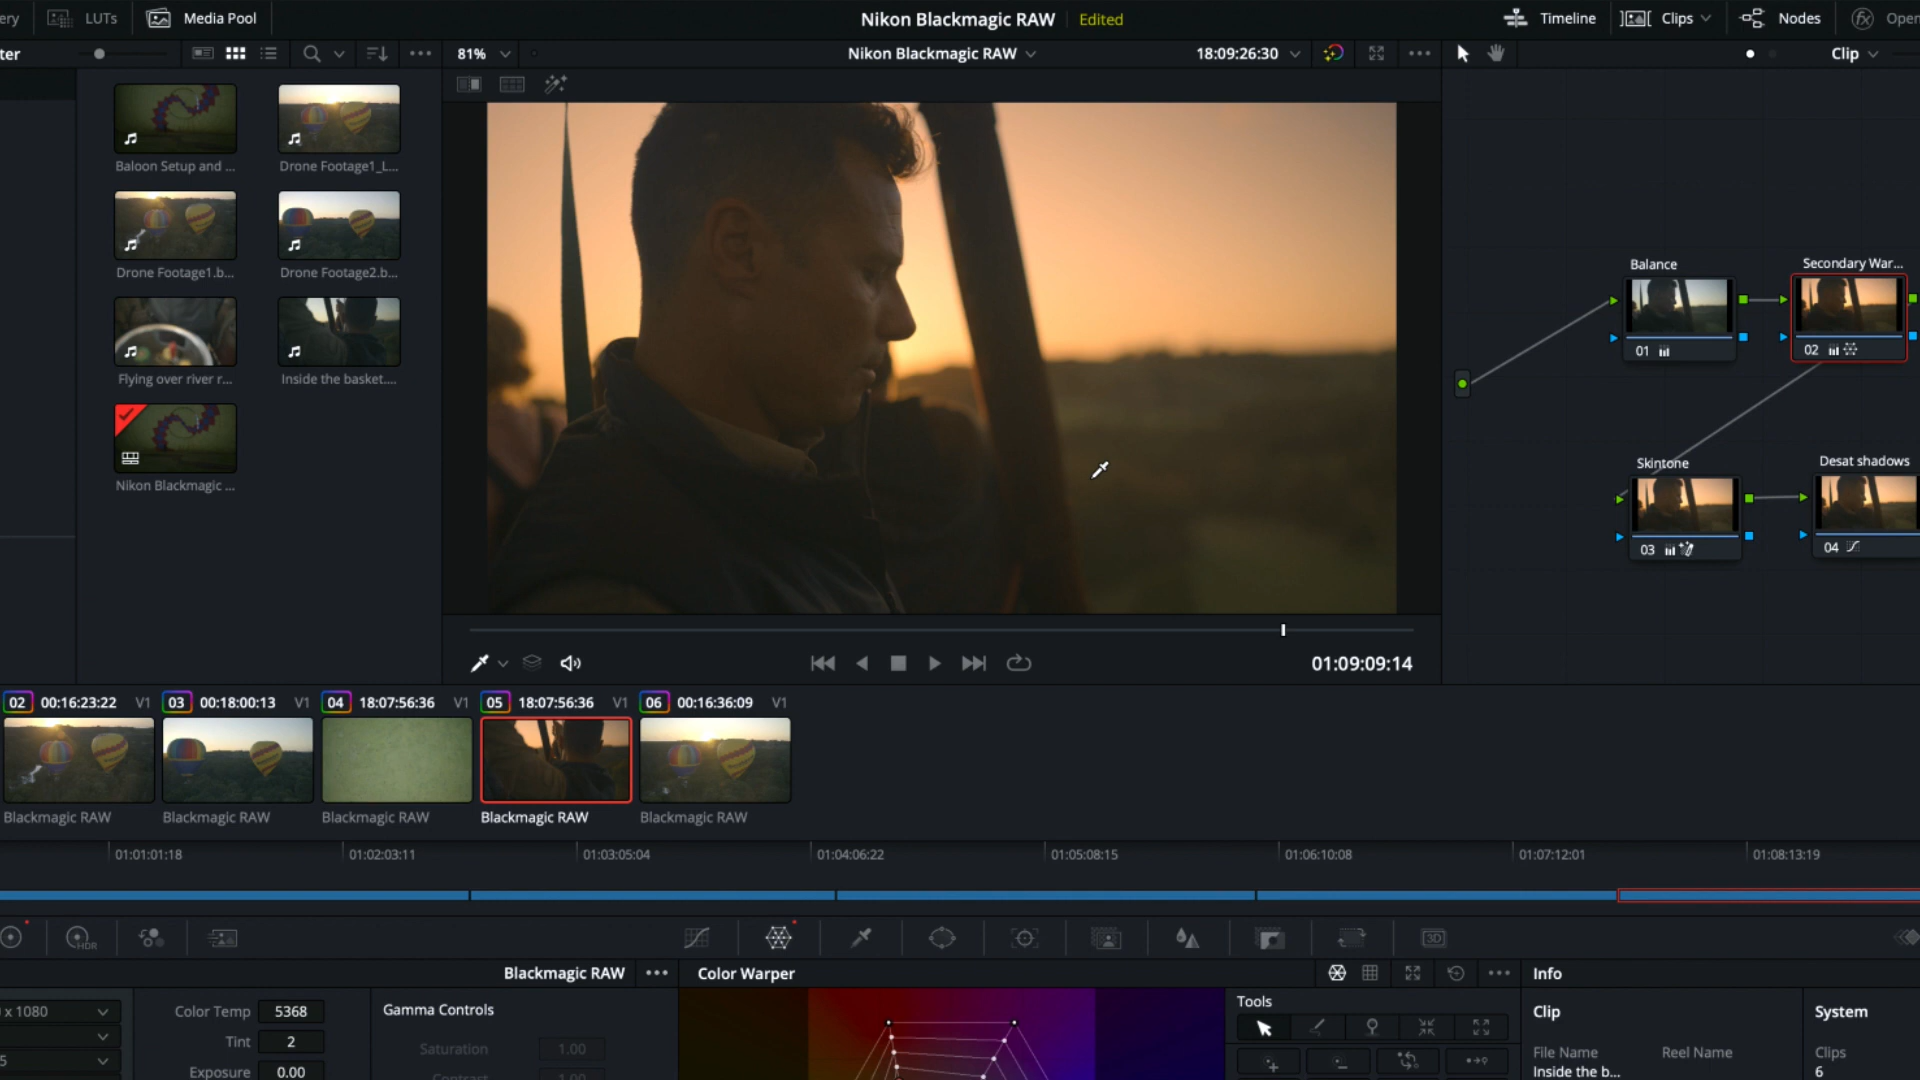 ery
LUTs
Media Pool
Nikon Blackmagic RAW
Edited
Timeline
Clips
Nodes
Open
ter
81%
Nikon Blackmagic RAW
18:09:26:30
Clip
Baloon Setup and ...
Drone Footage1_L...
Drone Footage1.b...
Drone Footage2.b...
Flying over river r...
Inside the basket....
Nikon Blackmagic ...
Balance
Secondary War...
01
02
Skintone
Desat shadows
03
04
01:09:09:14
02 00:16:23:22 V1
03 00:18:00:13 V1
04 18:07:56:36 V1
05 18:07:56:36 V1
06 00:16:36:09 V1
Blackmagic RAW
Blackmagic RAW
Blackmagic RAW
Blackmagic RAW
Blackmagic RAW
01:01:01:18
01:02:03:11
01:03:05:04
01:04:06:22
01:05:08:15
01:06:10:08
01:07:12:01
01:08:13:19
HDR
3D
Blackmagic RAW
Color Warper
Info
x 1080
Color Temp 5368
Gamma Controls
Tools
Clip
System
Tint 2
Saturation 1.00
5
Exposure 0.00
Contrast 1.00
File Name
Reel Name
Clips
Inside the b...
6